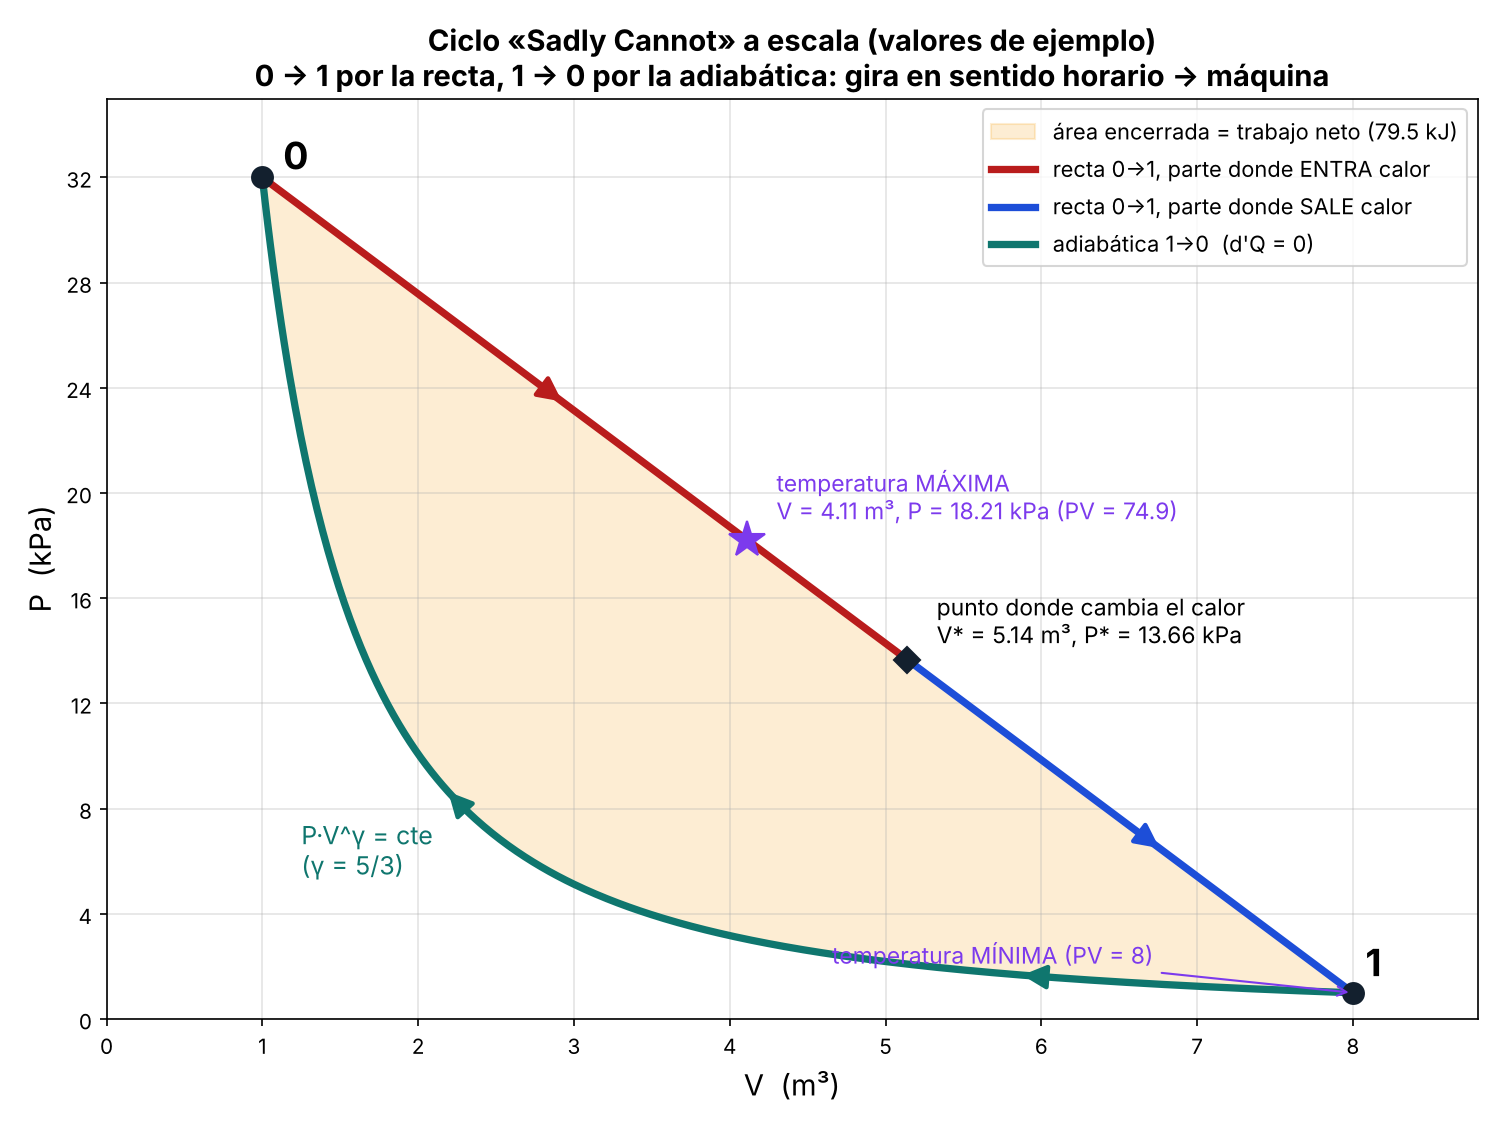 Ciclo «Sadly Cannot» a escala (valores de ejemplo)
0 → 1 por la recta, 1 → 0 por la adiabática: gira en sentido horario → máquina
área encerrada = trabajo neto (79.5 kJ)
recta 0→1, parte donde ENTRA calor
recta 0→1, parte donde SALE calor
adiabática 1→0 (d'Q = 0)
0
temperatura MÁXIMA
V = 4.11 m³, P = 18.21 kPa (PV = 74.9)
punto donde cambia el calor
V* = 5.14 m³, P* = 13.66 kPa
P·V^γ = cte
(γ = 5/3)
temperatura MÍNIMA (PV = 8)
1
P (kPa)
32
28
24
20
16
12
8
4
0
0 1 2 3 4 5 6 7 8
V (m³)